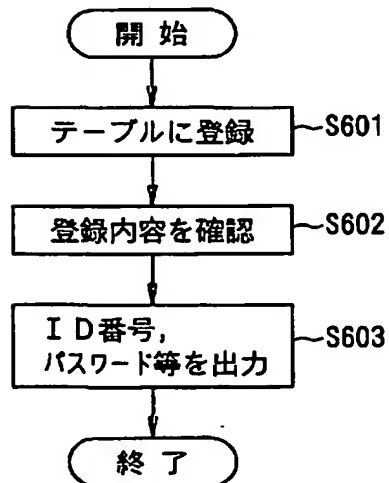 開 始
テーブルに登録 S601
登録内容を確認 S602
ID番号,
パスワード等を出力 S603
終 了